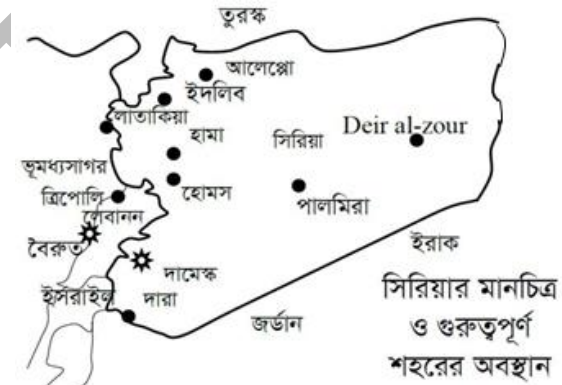 তুরস্ক
আলেপ্পো
ইদলিব
লাতাকিয়া
হামা
সিরিয়া
Deir al-zour
ভূমধ্যসাগর
ত্রিপোলি
হোমস
পালমিরা
লেবানন
বৈরুত
ইরাক
দামেস্ক
ইসরাইল
দারা
জর্ডান
সিরিয়ার মানচিত্র
ও গুরুত্বপূর্ণ
শহরের অবস্থান